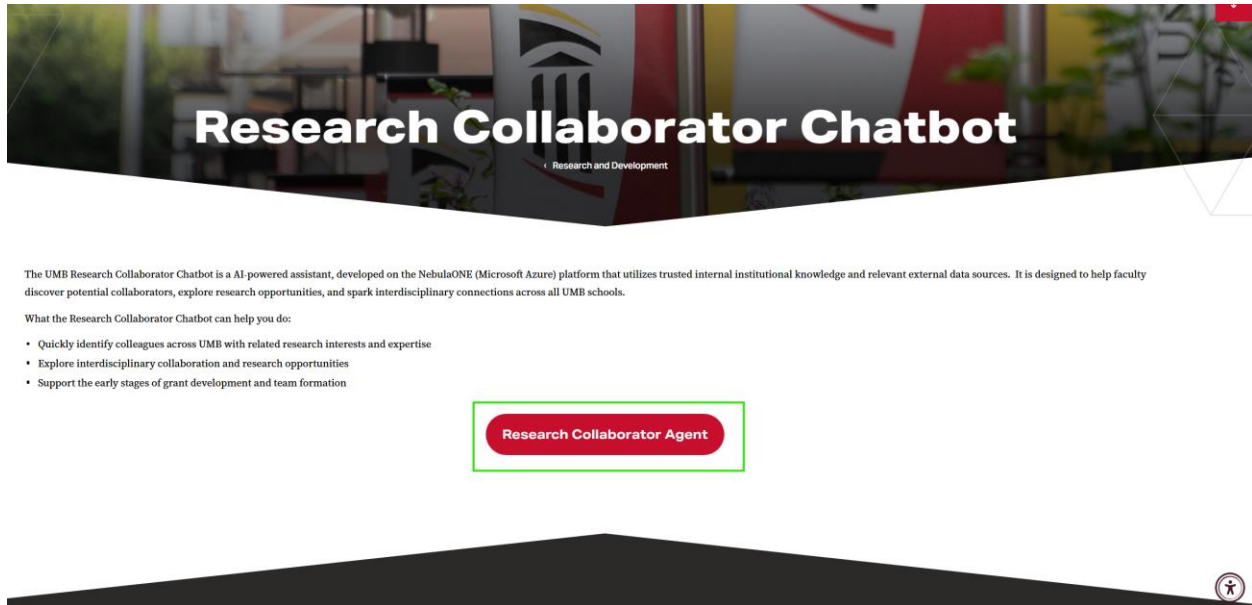 Research Collaborator Chatbot
‹ Research and Development
The UMB Research Collaborator Chatbot is a AI-powered assistant, developed on the NebulaONE (Microsoft Azure) platform that utilizes trusted internal institutional knowledge and relevant external data sources. It is designed to help faculty
discover potential collaborators, explore research opportunities, and spark interdisciplinary connections across all UMB schools.
What the Research Collaborator Chatbot can help you do:
• Quickly identify colleagues across UMB with related research interests and expertise
• Explore interdisciplinary collaboration and research opportunities
• Support the early stages of grant development and team formation
Research Collaborator Agent